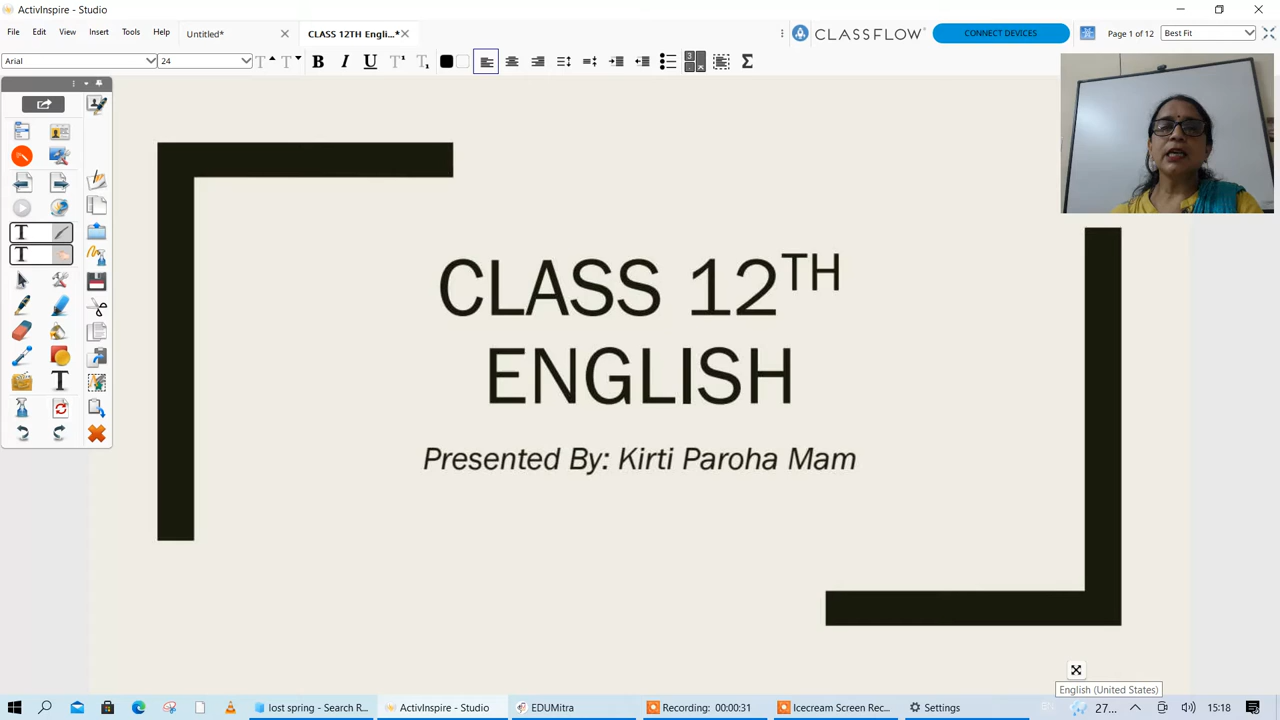 ActivInspire - Studio
File Edit View Insert Tools Help
Untitled*
CLASS 12TH Engli...*
CLASSFLOW
CONNECT DEVICES
Page 1 of 12
Best Fit
Arial
24
CLASS 12TH
ENGLISH
Presented By: Kirti Paroha Mam
English (United States)
lost spring - Search R...
ActivInspire - Studio
EDUMitra
Recording: 00:00:31
Icecream Screen Rec...
Settings
27...
15:18